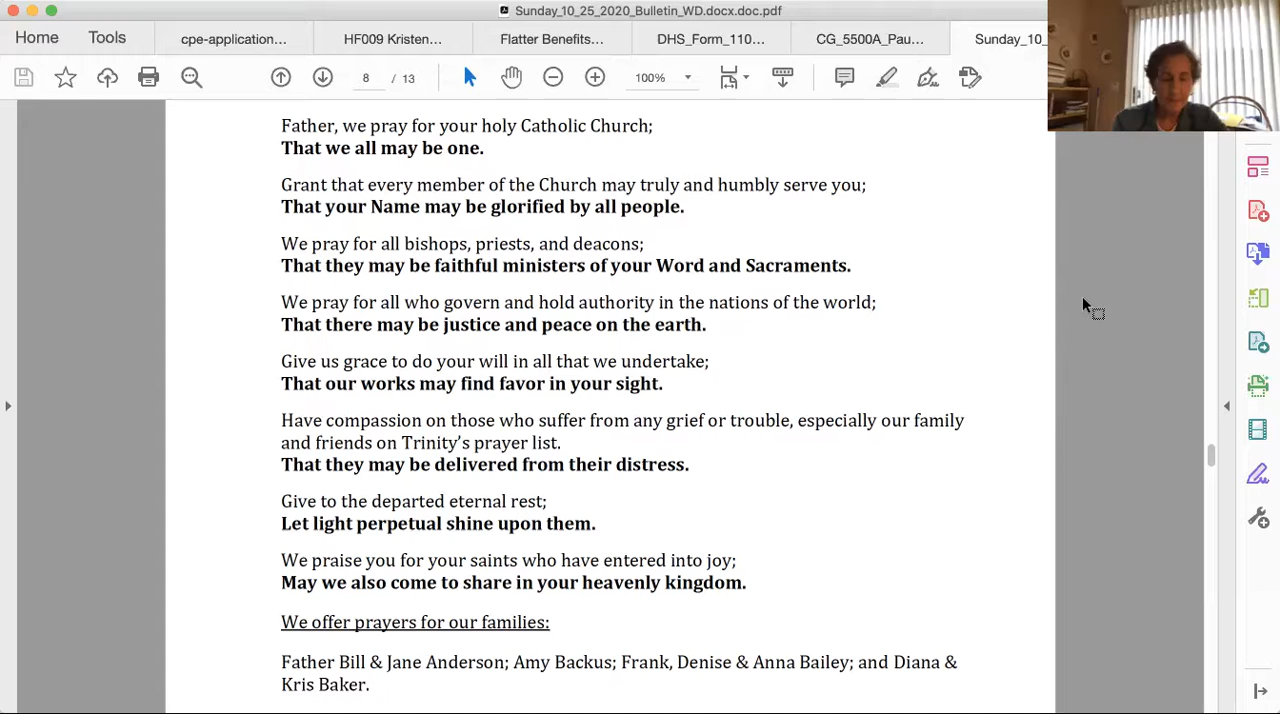 Sunday_10_25_2020_Bulletin_WD.docx.doc.pdf
Home Tools cpe-application... HF009 Kristen... Flatter Benefits... DHS_Form_110... CG_5500A_Pau... Sunday_10_
8 / 13 100%
Father, we pray for your holy Catholic Church;
That we all may be one.
Grant that every member of the Church may truly and humbly serve you;
That your Name may be glorified by all people.
We pray for all bishops, priests, and deacons;
That they may be faithful ministers of your Word and Sacraments.
We pray for all who govern and hold authority in the nations of the world;
That there may be justice and peace on the earth.
Give us grace to do your will in all that we undertake;
That our works may find favor in your sight.
Have compassion on those who suffer from any grief or trouble, especially our family
and friends on Trinity’s prayer list.
That they may be delivered from their distress.
Give to the departed eternal rest;
Let light perpetual shine upon them.
We praise you for your saints who have entered into joy;
May we also come to share in your heavenly kingdom.
We offer prayers for our families:
Father Bill & Jane Anderson; Amy Backus; Frank, Denise & Anna Bailey; and Diana &
Kris Baker.